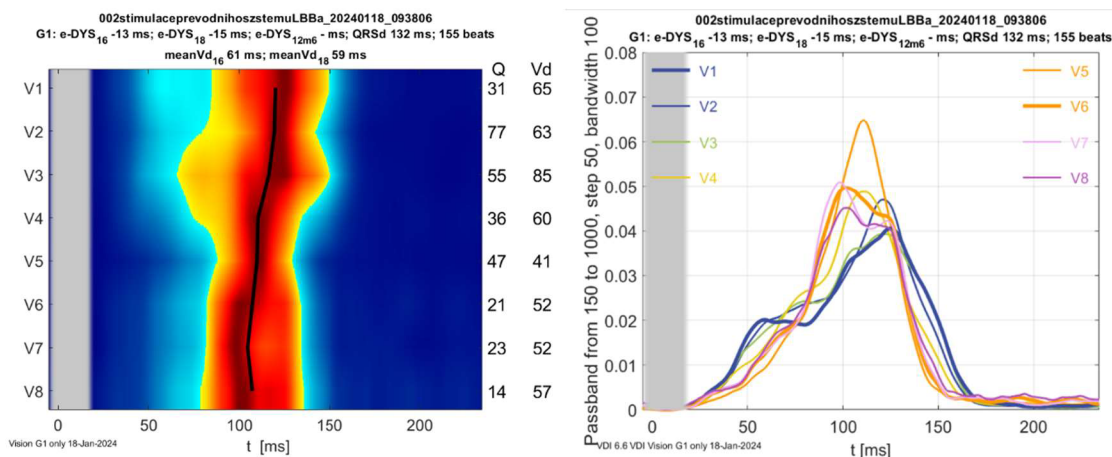 002stimulaceprevodnihoszstemuLBBa_20240118_093806
G1: e-DYS16 -13 ms; e-DYS18 -15 ms; e-DYS12m6 - ms; QRSd 132 ms; 155 beats
meanVd16 61 ms; meanVd18 59 ms
Q Vd
V1 31 65
V2 77 63
V3 55 85
V4 36 60
V5 47 41
V6 21 52
V7 23 52
V8 14 57
0 50 100 150 200
t [ms]
Vision G1 only 18-Jan-2024
002stimulaceprevodnihoszstemuLBBa_20240118_093806
G1: e-DYS16 -13 ms; e-DYS18 -15 ms; e-DYS12m6 - ms; QRSd 132 ms; 155 beats
Passband from 150 to 1000, step 50, bandwidth 100
0.08
0.07
0.06
0.05
0.04
0.03
0.02
0.01
0
V1 V5
V2 V6
V3 V7
V4 V8
0 50 100 150 200
t [ms]
VDI 6.6 VDI Vision G1 only 18-Jan-2024